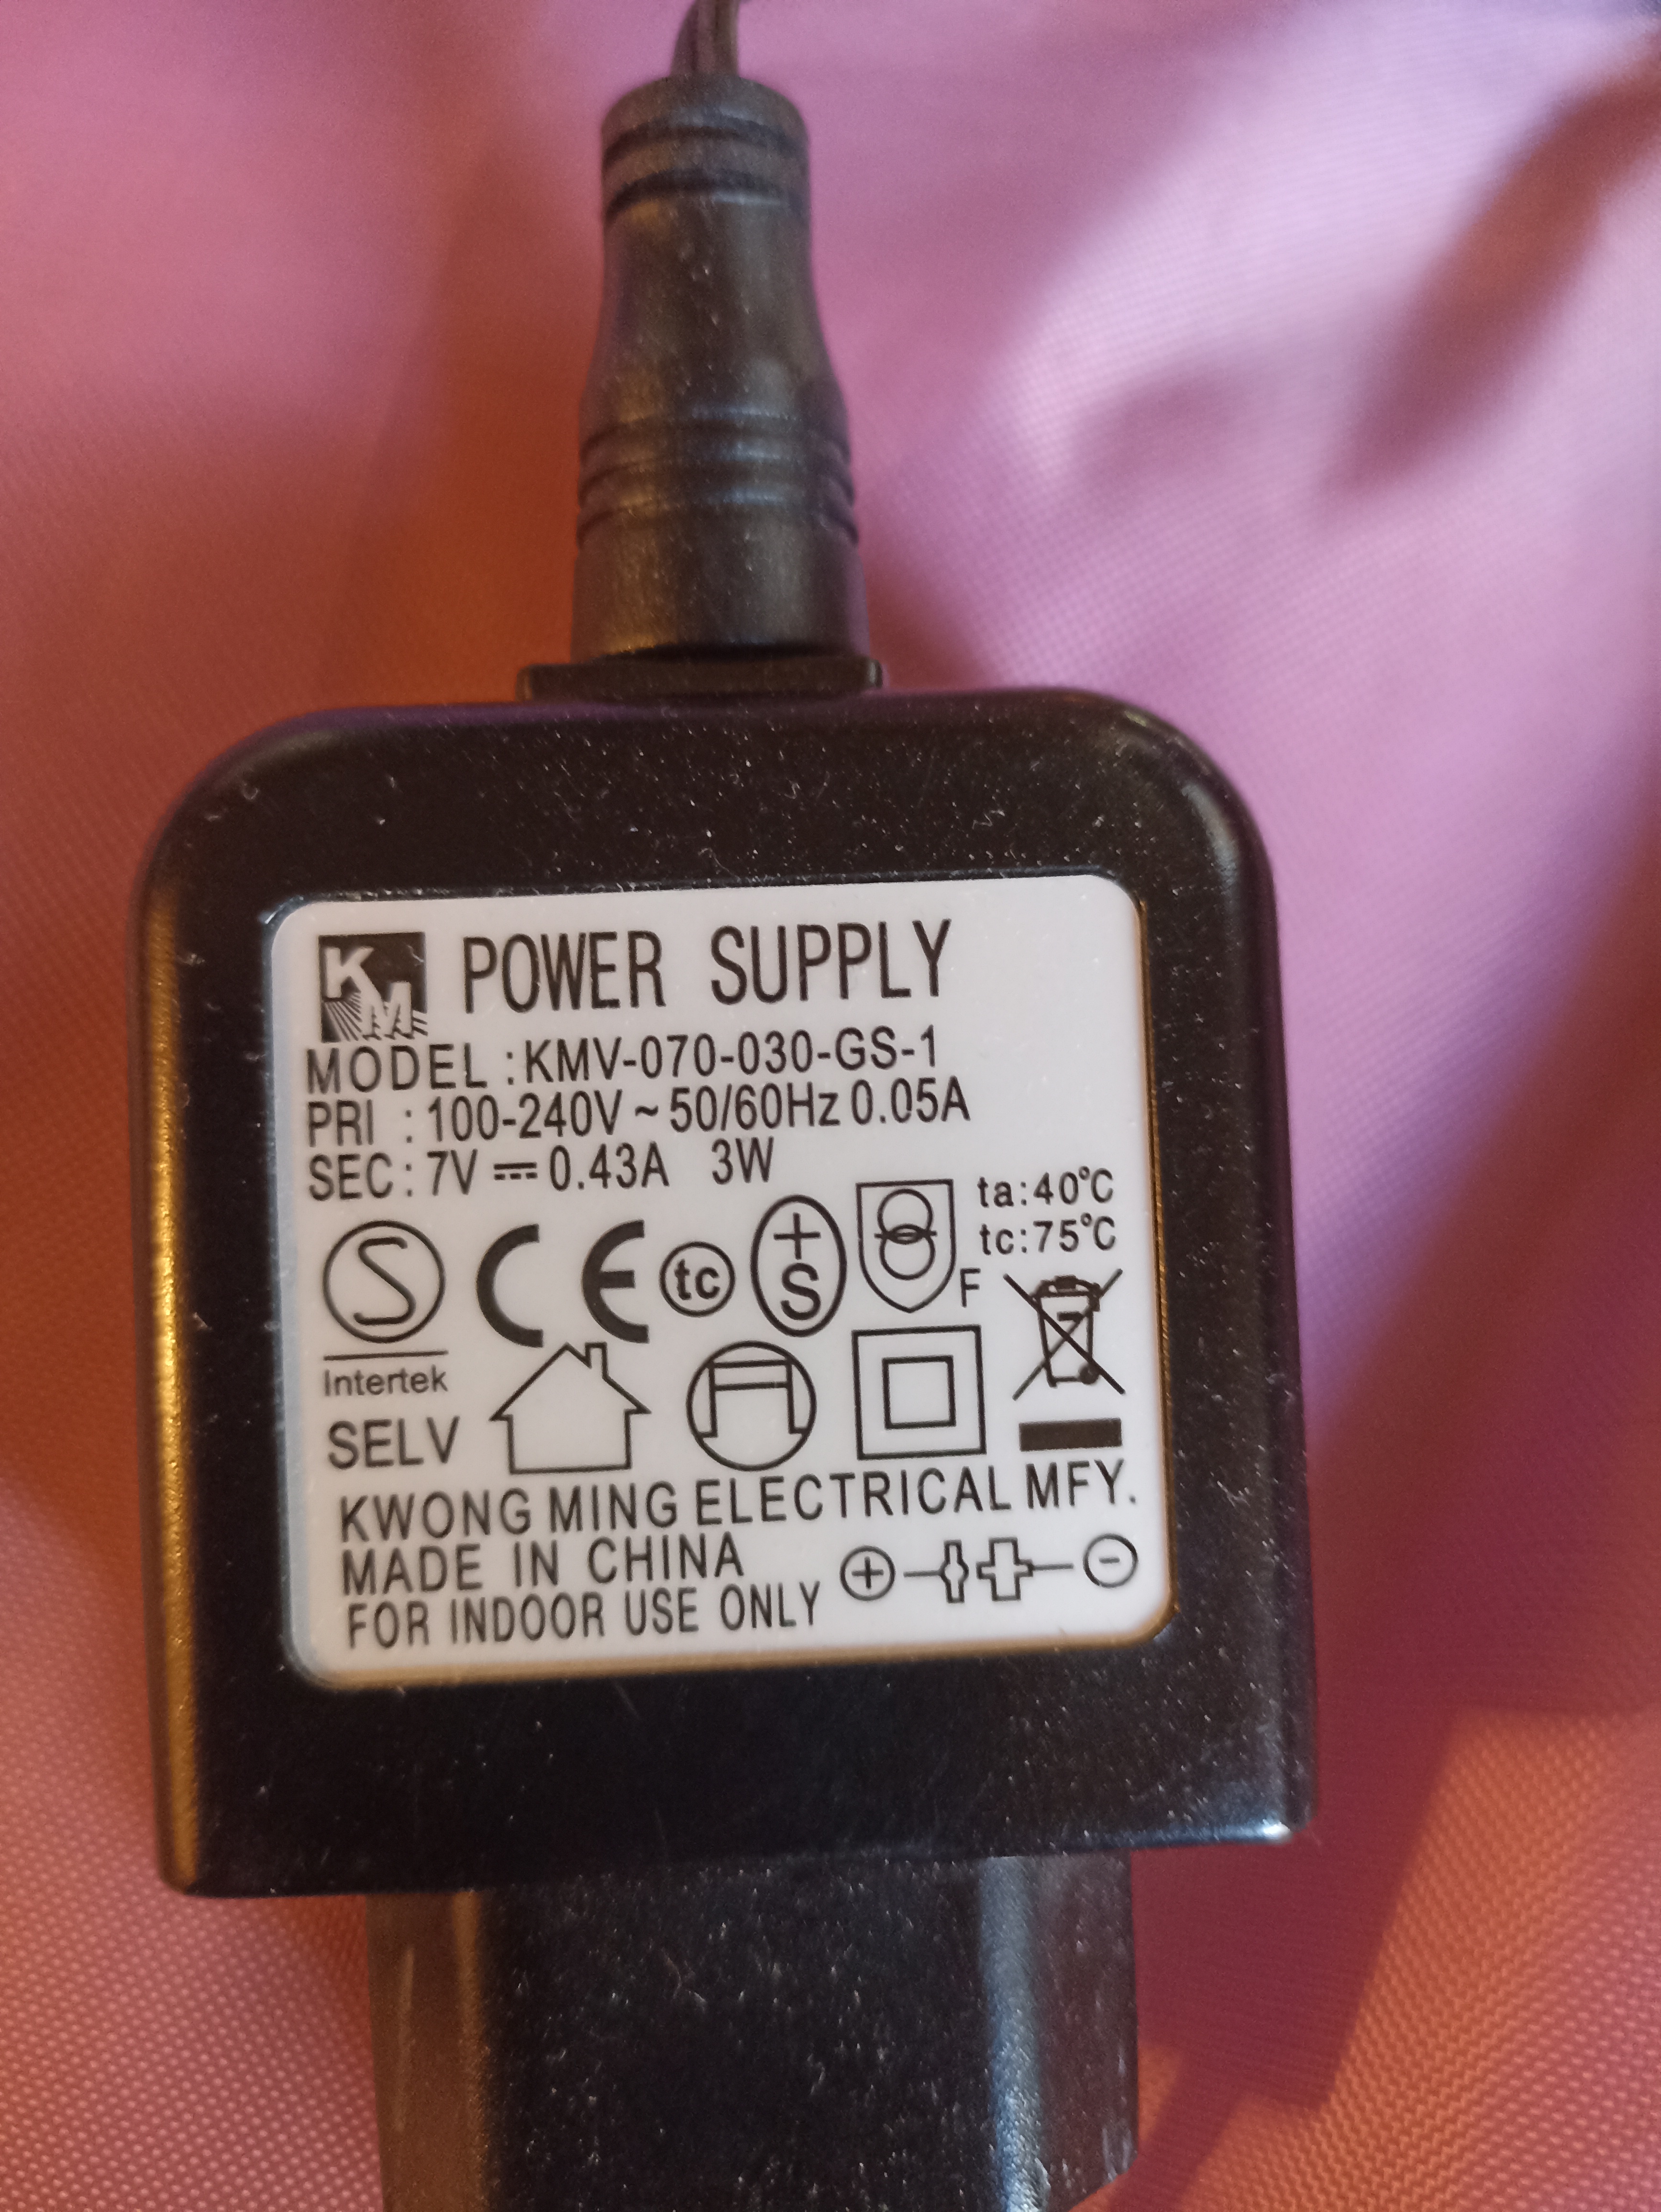 KM POWER SUPPLY
MODEL :KMV-070-030-GS-1
PRI : 100-240V ~ 50/60Hz 0.05A
SEC : 7V ⎓ 0.43A 3W
ta:40°C
tc:75°C
S CE tc +S F
Intertek
SELV
KWONG MING ELECTRICAL MFY.
MADE IN CHINA
FOR INDOOR USE ONLY